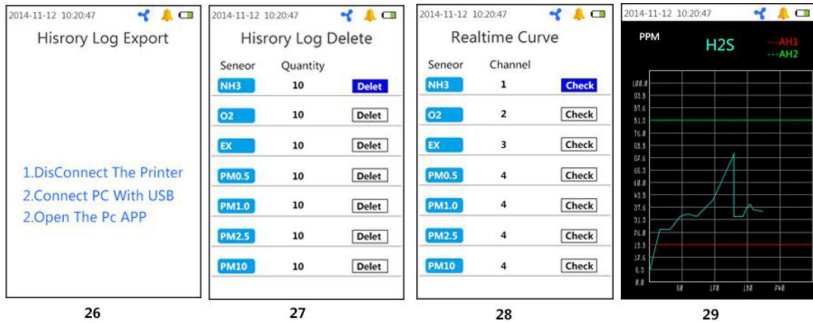 2014-11-12 10:20:47
Hisrory Log Export
1.DisConnect The Printer
2.Connect PC With USB
2.Open The Pc APP
26
2014-11-12 10:20:47
Hisrory Log Delete
Seneor Quantity
NH3 10 Delet
O2 10 Delet
EX 10 Delet
PM0.5 10 Delet
PM1.0 10 Delet
PM2.5 10 Delet
PM10 10 Delet
27
2014-11-12 10:20:47
Realtime Curve
Seneor Channel
NH3 1 Check
O2 2 Check
EX 3 Check
PM0.5 4 Check
PM1.0 4 Check
PM2.5 4 Check
PM10 4 Check
28
2014-11-12 10:20:47
PPM
H2S
---AH1
---AH2
29